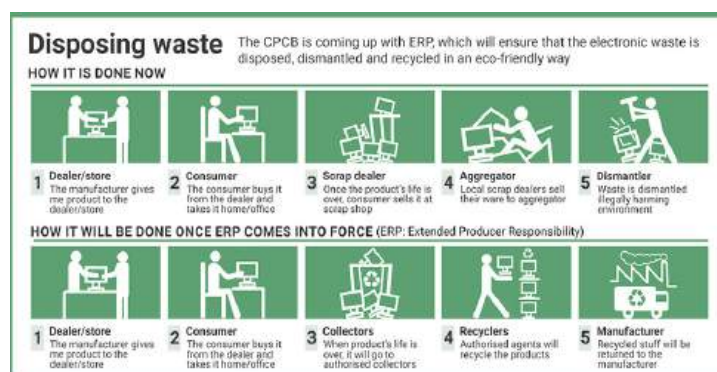 Disposing waste
The CPCB is coming up with ERP, which will ensure that the electronic waste is
disposed, dismantled and recycled in an eco-friendly way
HOW IT IS DONE NOW
1 Dealer/store
The manufacturer gives
me product to the
dealer/store
2 Consumer
The consumer buys it
from the dealer and
takes it home/office
3 Scrap dealer
Once the product's life is
over, consumer sells it at
scrap shop
4 Aggregator
Local scrap dealers sell
their ware to aggregator
5 Dismantler
Waste is dismantled
illegally harming
environment
HOW IT WILL BE DONE ONCE ERP COMES INTO FORCE (ERP: Extended Producer Responsibility)
1 Dealer/store
The manufacturer gives
me product to the
dealer/store
2 Consumer
The consumer buys it
from the dealer and
takes it home/office
3 Collectors
When product's life is
over, it will go to
authorised collectors
4 Recyclers
Authorised agents will
recycle the products
5 Manufacturer
Recycled stuff will be
returned to the
manufacturer